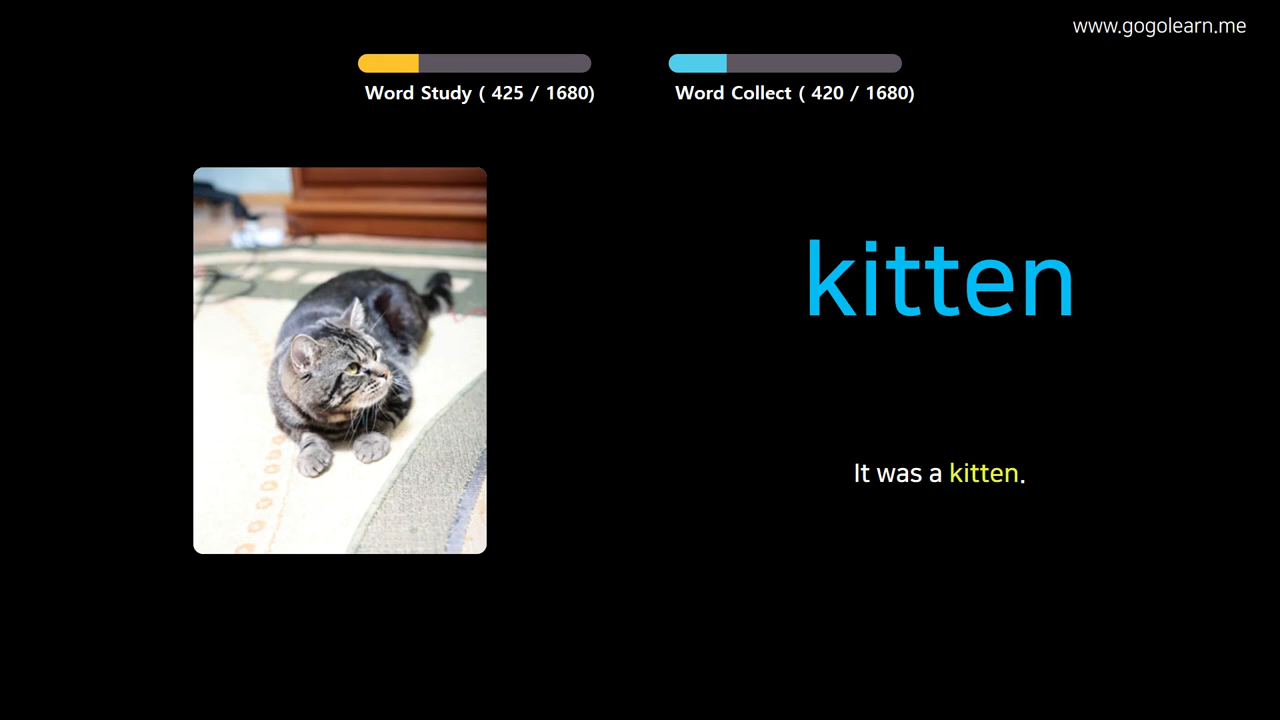 www.gogolearn.me
Word Study ( 425 / 1680)
Word Collect ( 420 / 1680)
kitten
It was a kitten.